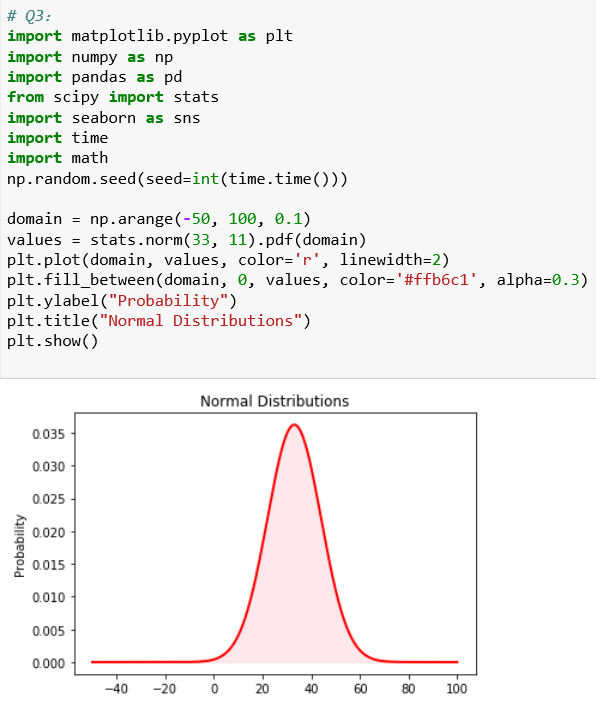 # Q3:
import matplotlib.pyplot as plt
import numpy as np
import pandas as pd
from scipy import stats
import seaborn as sns
import time
import math
np.random.seed(seed=int(time.time()))
domain = np.arange(-50, 100, 0.1)
values = stats.norm(33, 11).pdf(domain)
plt.plot(domain, values, color='r', linewidth=2)
plt.fill_between(domain, 0, values, color='#ffb6c1', alpha=0.3)
plt.ylabel("Probability")
plt.title("Normal Distributions")
plt.show()
Normal Distributions
Probability
0.035
0.030
0.025
0.020
0.015
0.010
0.005
0.000
−40 −20 0 20 40 60 80 100